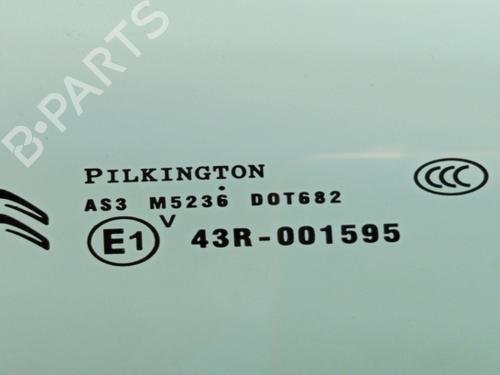 B-PARTS
PILKINGTON
AS3 M5236 DOT682
E1 V 43R-001595
CCC